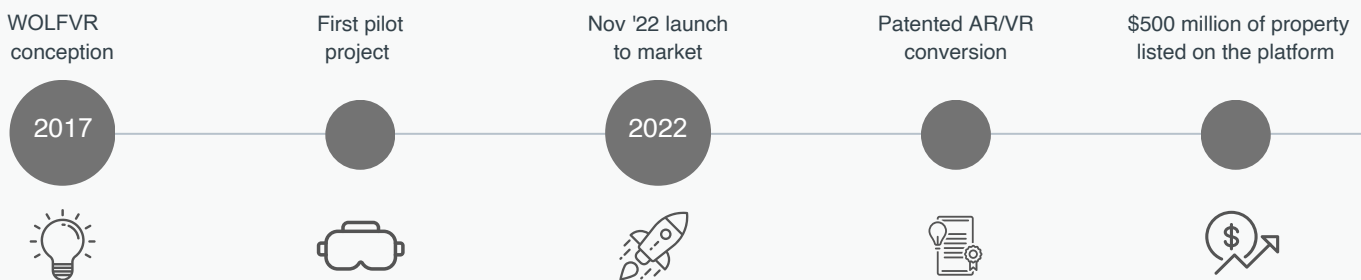 WOLFVR
conception
First pilot
project
Nov '22 launch
to market
Patented AR/VR
conversion
$500 million of property
listed on the platform
2017
2022
$